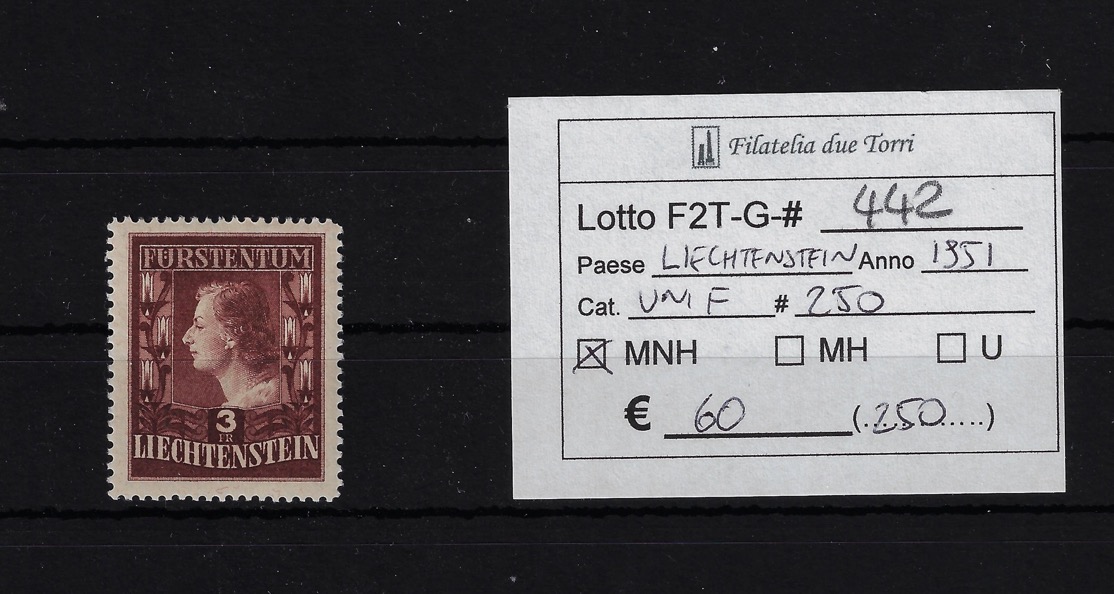 FÜRSTENTUM
3
FR
LIECHTENSTEIN
Filatelia due Torri
Lotto F2T-G-# 442
Paese LIECHTENSTEIN Anno 1951
Cat. UNIF # 250
MNH MH U
€ 60 (.250.....)